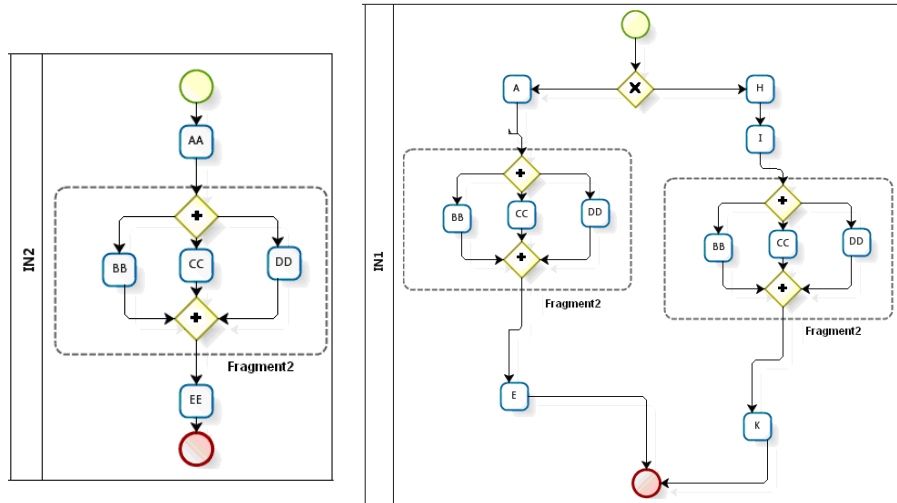 IN2
AA
BB
CC
DD
Fragment2
EE
IN1
A
H
I
BB
CC
DD
Fragment2
BB
CC
DD
Fragment2
E
K